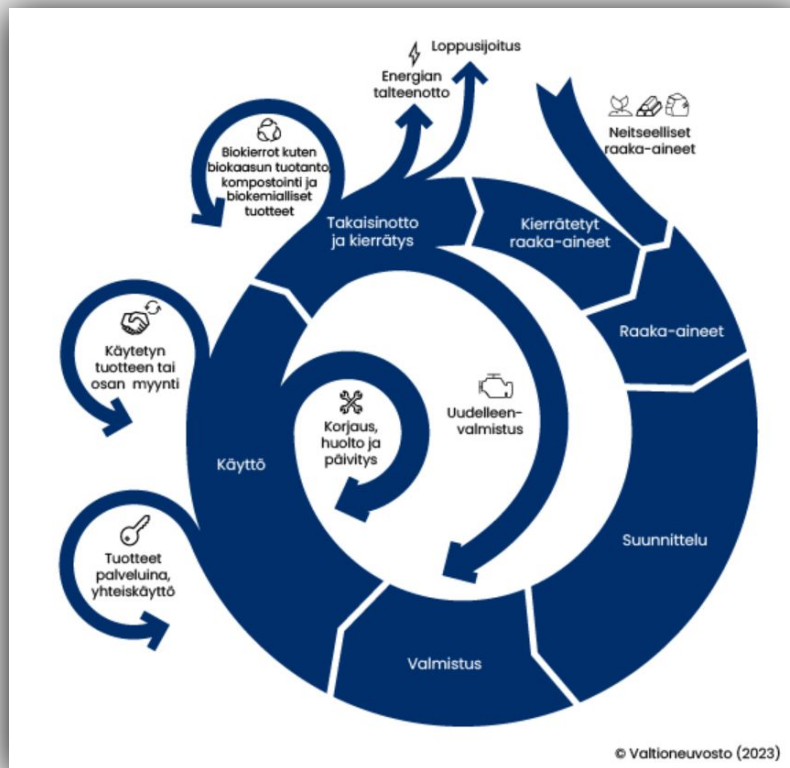 Loppusijoitus
Energian
talteenotto
Neitseelliset
raaka-aineet
Biokierrot kuten
biokaasun tuotanto,
kompostointi ja
biokemialliset
tuotteet
Takaisinotto
ja kierrätys
Kierrätetyt
raaka-aineet
Raaka-aineet
Käytetyn
tuotteen tai
osan myynti
Korjaus,
huolto ja
päivitys
Uudelleen-
valmistus
Käyttö
Suunnittelu
Tuotteet
palveluina,
yhteiskäyttö
Valmistus
© Valtioneuvosto (2023)